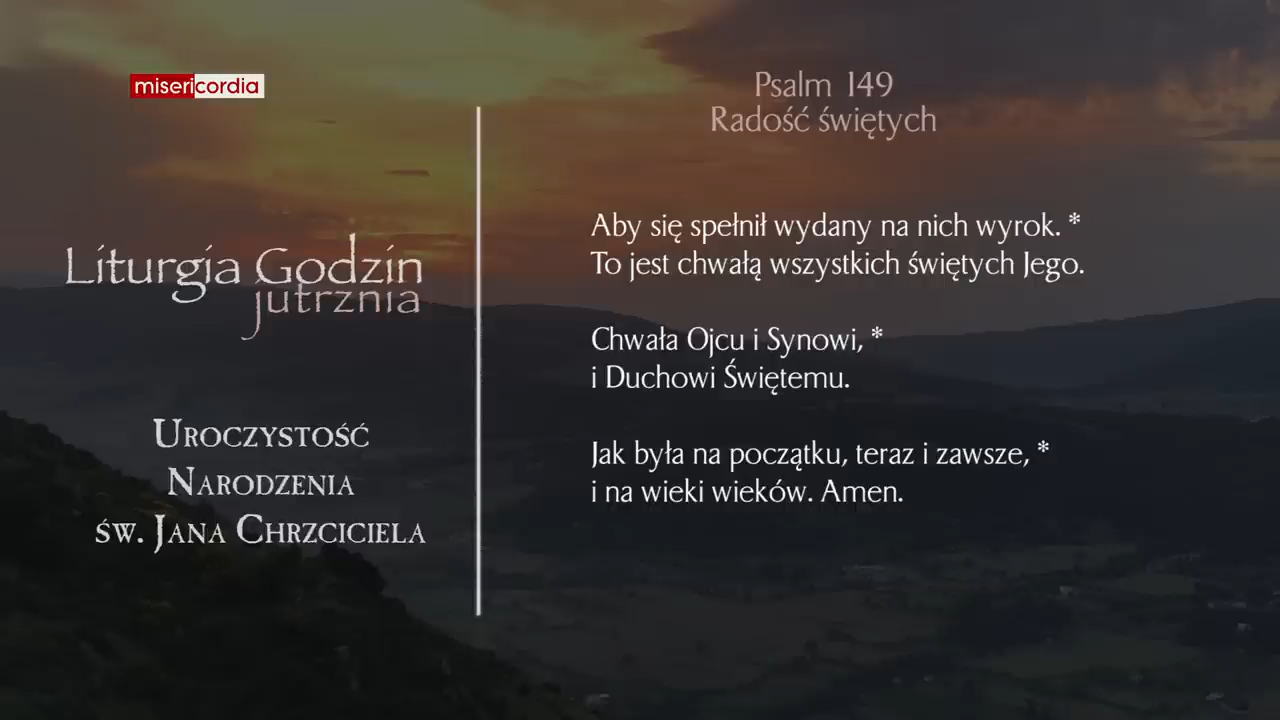 misericordia
Liturgia Godzin
jutrznia
Uroczystość
Narodzenia
św. Jana Chrzciciela
Psalm 149
Radość świętych
Aby się spełnił wydany na nich wyrok. *
To jest chwałą wszystkich świętych Jego.
Chwała Ojcu i Synowi, *
i Duchowi Świętemu.
Jak była na początku, teraz i zawsze, *
i na wieki wieków. Amen.